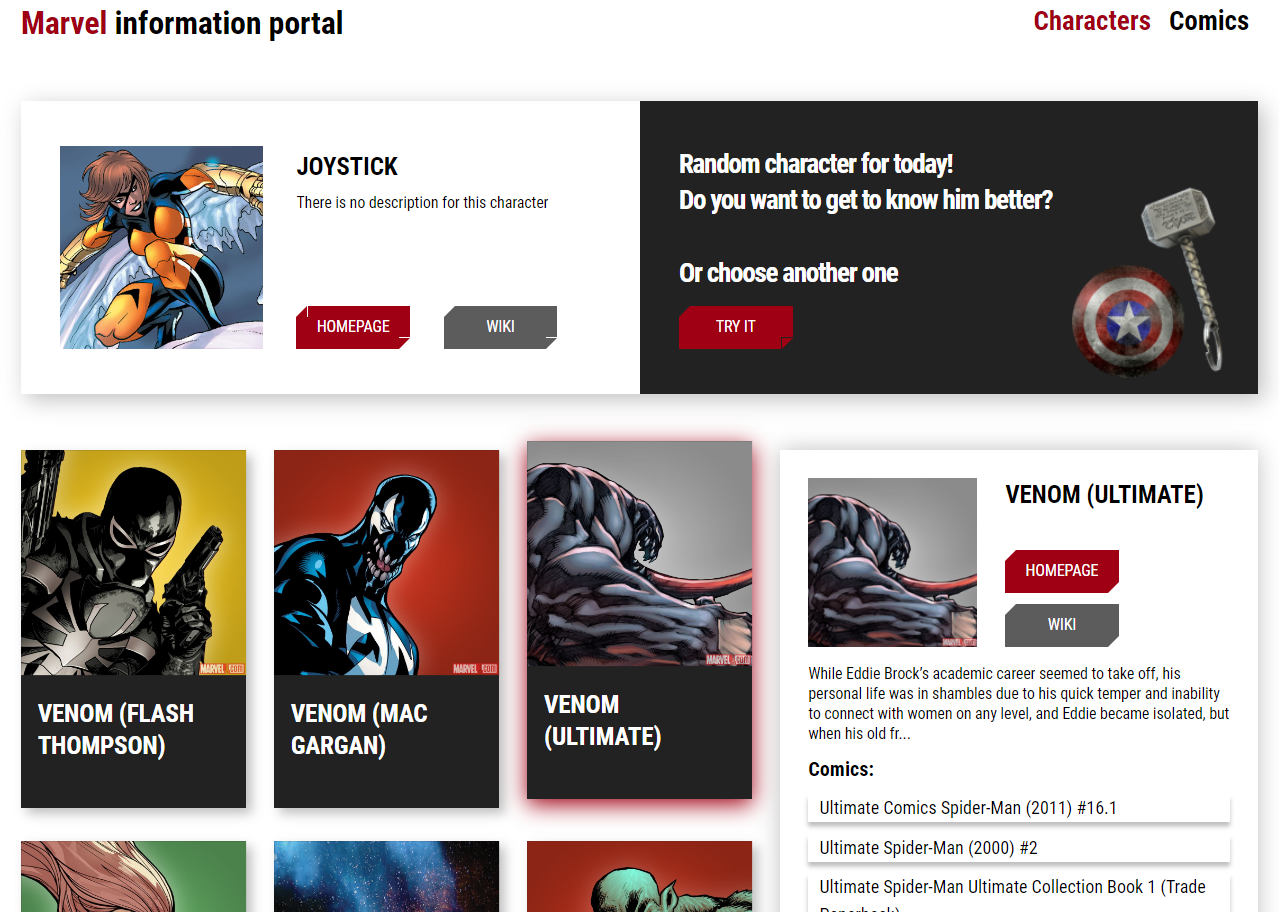 Marvel information portal
Characters Comics
JOYSTICK
There is no description for this character
HOMEPAGE
WIKI
Random character for today!
Do you want to get to know him better?
Or choose another one
TRY IT
MARVEL.com
VENOM (FLASH
THOMPSON)
MARVEL.com
VENOM (MAC
GARGAN)
MARVEL.com
VENOM
(ULTIMATE)
VENOM (ULTIMATE)
HOMEPAGE
WIKI
While Eddie Brock’s academic career seemed to take off, his
personal life was in shambles due to his quick temper and inability
to connect with women on any level, and Eddie became isolated, but
when his old fr...
Comics:
Ultimate Comics Spider-Man (2011) #16.1
Ultimate Spider-Man (2000) #2
Ultimate Spider-Man Ultimate Collection Book 1 (Trade
Paperback)